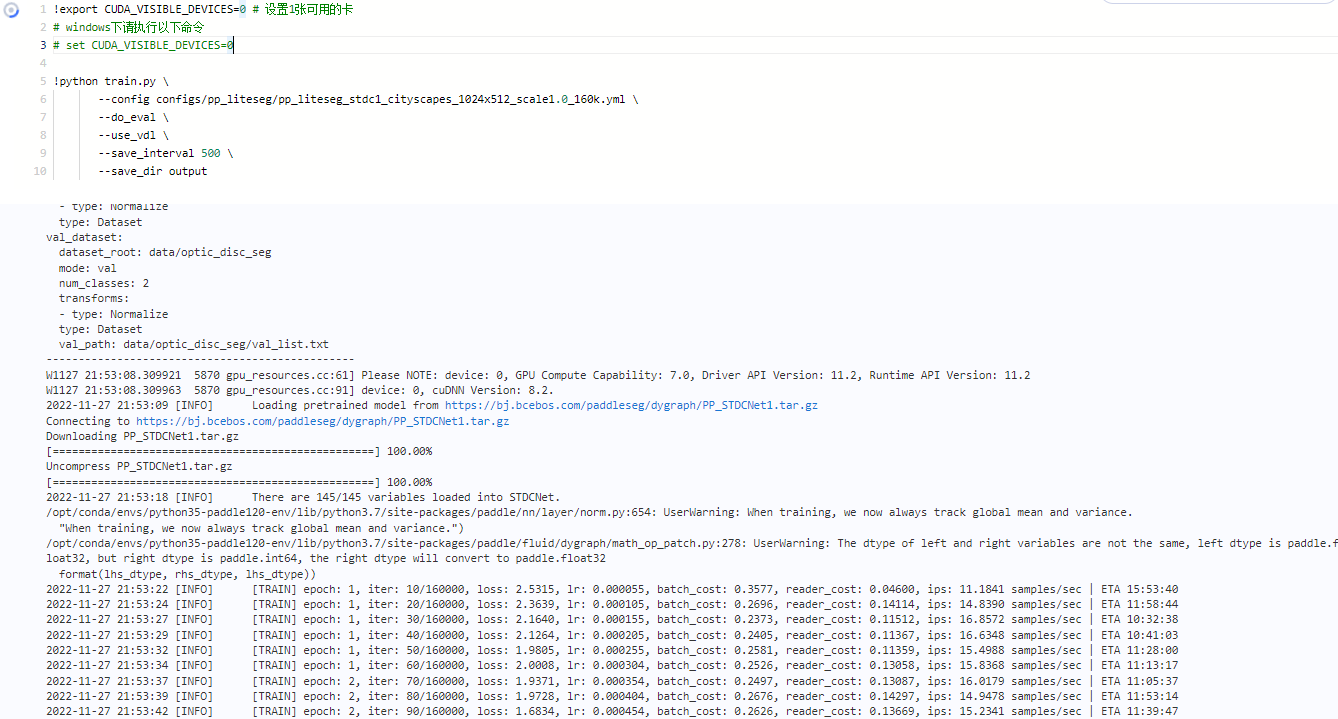 1 !export CUDA_VISIBLE_DEVICES=0 # 设置1张可用的卡
2 # windows下请执行以下命令
3 # set CUDA_VISIBLE_DEVICES=0
4
5 !python train.py \
6 --config configs/pp_liteseg/pp_liteseg_stdc1_cityscapes_1024x512_scale1.0_160k.yml \
7 --do_eval \
8 --use_vdl \
9 --save_interval 500 \
10 --save_dir output
- type: Normalize
type: Dataset
val_dataset:
dataset_root: data/optic_disc_seg
mode: val
num_classes: 2
transforms:
- type: Normalize
type: Dataset
val_path: data/optic_disc_seg/val_list.txt
------------------------------------------------
W1127 21:53:08.309921  5870 gpu_resources.cc:61] Please NOTE: device: 0, GPU Compute Capability: 7.0, Driver API Version: 11.2, Runtime API Version: 11.2
W1127 21:53:08.309963  5870 gpu_resources.cc:91] device: 0, cuDNN Version: 8.2.
2022-11-27 21:53:09 [INFO] Loading pretrained model from https://bj.bcebos.com/paddleseg/dygraph/PP_STDCNet1.tar.gz
Connecting to https://bj.bcebos.com/paddleseg/dygraph/PP_STDCNet1.tar.gz
Downloading PP_STDCNet1.tar.gz
[==================================================] 100.00%
Uncompress PP_STDCNet1.tar.gz
[==================================================] 100.00%
2022-11-27 21:53:18 [INFO] There are 145/145 variables loaded into STDCNet.
/opt/conda/envs/python35-paddle120-env/lib/python3.7/site-packages/paddle/nn/layer/norm.py:654: UserWarning: When training, we now always track global mean and variance.
"When training, we now always track global mean and variance.")
/opt/conda/envs/python35-paddle120-env/lib/python3.7/site-packages/paddle/fluid/dygraph/math_op_patch.py:278: UserWarning: The dtype of left and right variables are not the same, left dtype is paddle.f
loat32, but right dtype is paddle.int64, the right dtype will convert to paddle.float32
format(lhs_dtype, rhs_dtype, lhs_dtype))
2022-11-27 21:53:22 [INFO] [TRAIN] epoch: 1, iter: 10/160000, loss: 2.5315, lr: 0.000055, batch_cost: 0.3577, reader_cost: 0.04600, ips: 11.1841 samples/sec | ETA 15:53:40
2022-11-27 21:53:24 [INFO] [TRAIN] epoch: 1, iter: 20/160000, loss: 2.3639, lr: 0.000105, batch_cost: 0.2696, reader_cost: 0.14114, ips: 14.8390 samples/sec | ETA 11:58:44
2022-11-27 21:53:27 [INFO] [TRAIN] epoch: 1, iter: 30/160000, loss: 2.1640, lr: 0.000155, batch_cost: 0.2373, reader_cost: 0.11512, ips: 16.8572 samples/sec | ETA 10:32:38
2022-11-27 21:53:29 [INFO] [TRAIN] epoch: 1, iter: 40/160000, loss: 2.1264, lr: 0.000205, batch_cost: 0.2405, reader_cost: 0.11367, ips: 16.6348 samples/sec | ETA 10:41:03
2022-11-27 21:53:32 [INFO] [TRAIN] epoch: 1, iter: 50/160000, loss: 1.9805, lr: 0.000255, batch_cost: 0.2581, reader_cost: 0.11359, ips: 15.4988 samples/sec | ETA 11:28:00
2022-11-27 21:53:34 [INFO] [TRAIN] epoch: 1, iter: 60/160000, loss: 2.0008, lr: 0.000304, batch_cost: 0.2526, reader_cost: 0.13058, ips: 15.8368 samples/sec | ETA 11:13:17
2022-11-27 21:53:37 [INFO] [TRAIN] epoch: 2, iter: 70/160000, loss: 1.9371, lr: 0.000354, batch_cost: 0.2497, reader_cost: 0.13087, ips: 16.0179 samples/sec | ETA 11:05:37
2022-11-27 21:53:39 [INFO] [TRAIN] epoch: 2, iter: 80/160000, loss: 1.9728, lr: 0.000404, batch_cost: 0.2676, reader_cost: 0.14297, ips: 14.9478 samples/sec | ETA 11:53:14
2022-11-27 21:53:42 [INFO] [TRAIN] epoch: 2, iter: 90/160000, loss: 1.6834, lr: 0.000454, batch_cost: 0.2626, reader_cost: 0.13669, ips: 15.2341 samples/sec | ETA 11:39:47